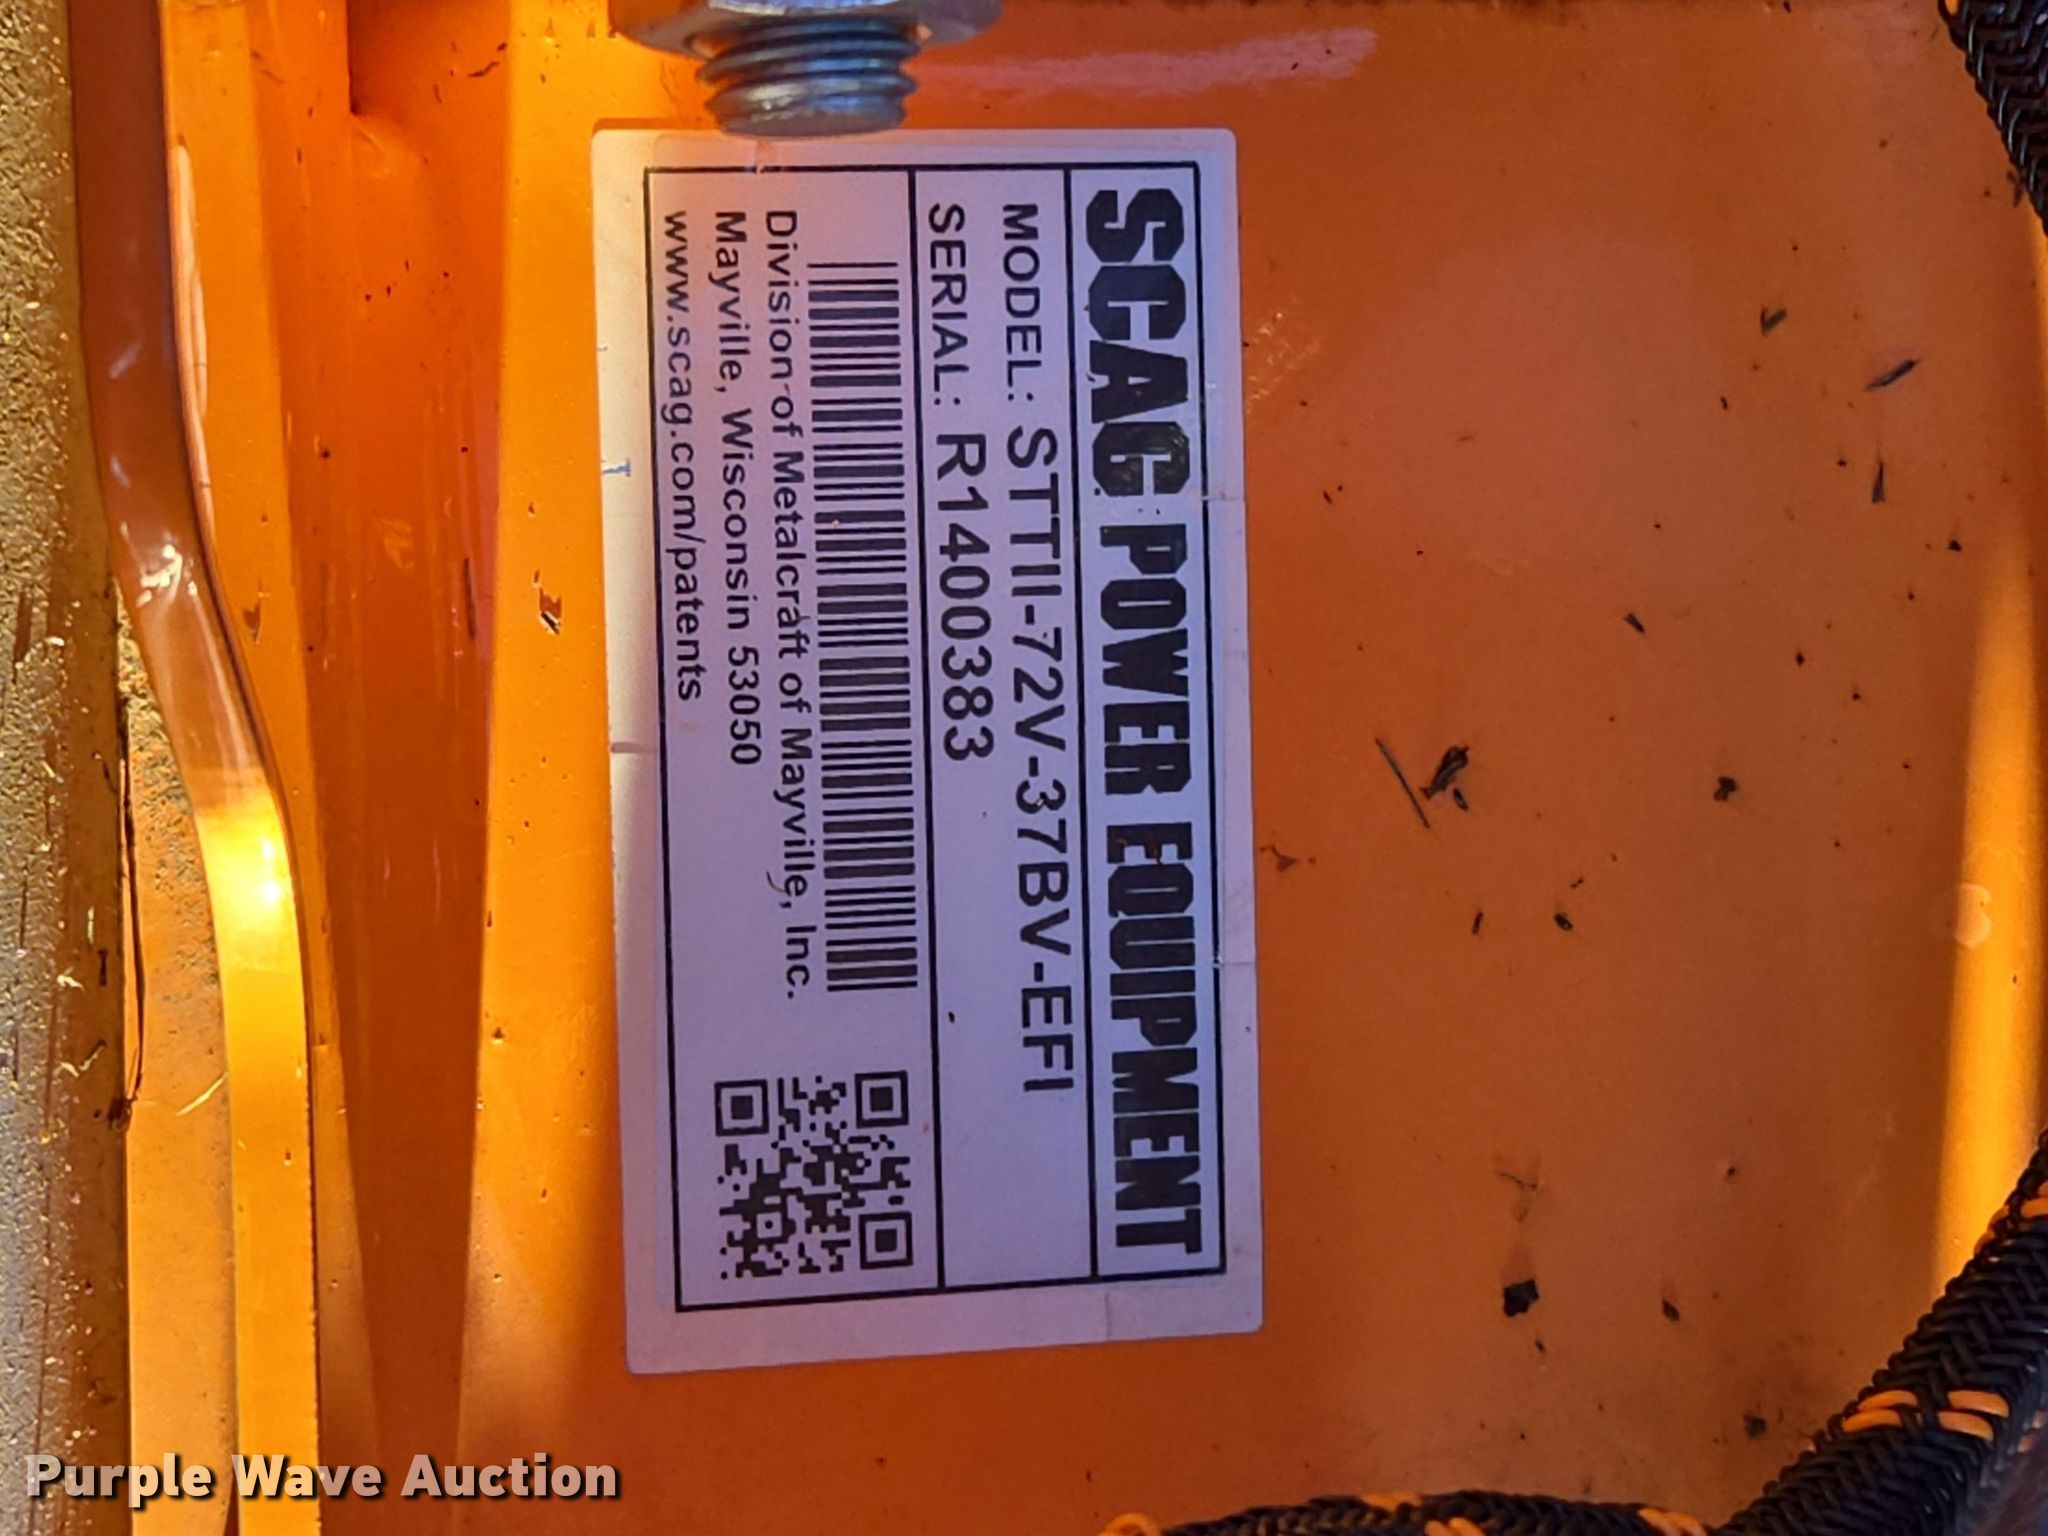 SCAG POWER EQUIPMENT
MODEL: STTII-72V-37BV-EFI
SERIAL: R1400383
Division of Metalcraft of Mayville, Inc.
Mayville, Wisconsin 53050
www.scag.com/patents
Purple Wave Auction